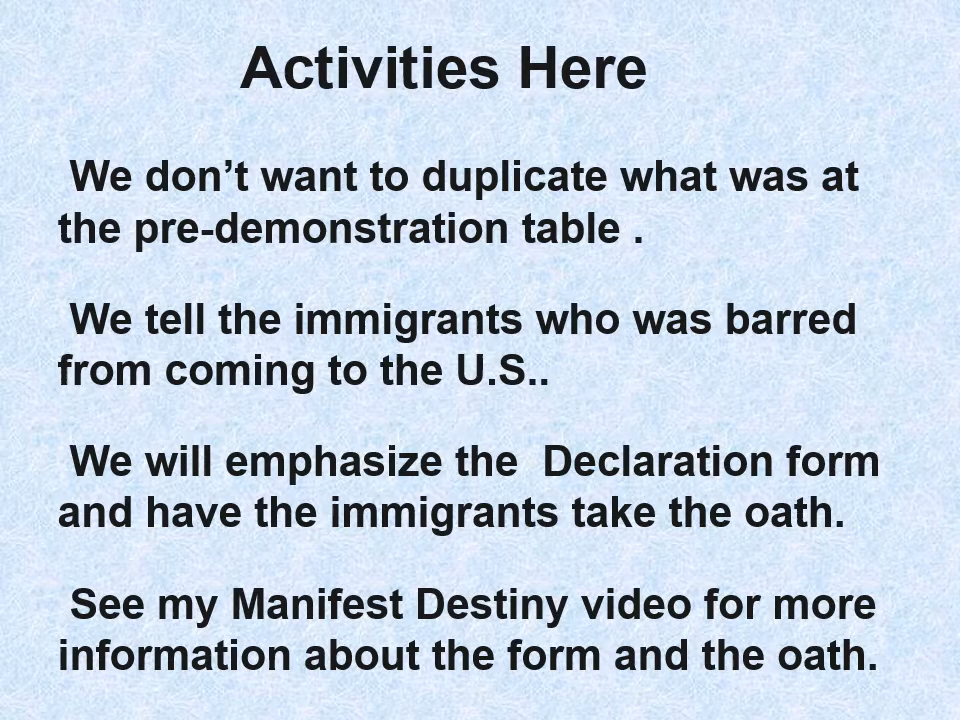 Activities Here
We don’t want to duplicate what was at
the pre-demonstration table .
We tell the immigrants who was barred
from coming to the U.S..
We will emphasize the  Declaration form
and have the immigrants take the oath.
See my Manifest Destiny video for more
information about the form and the oath.